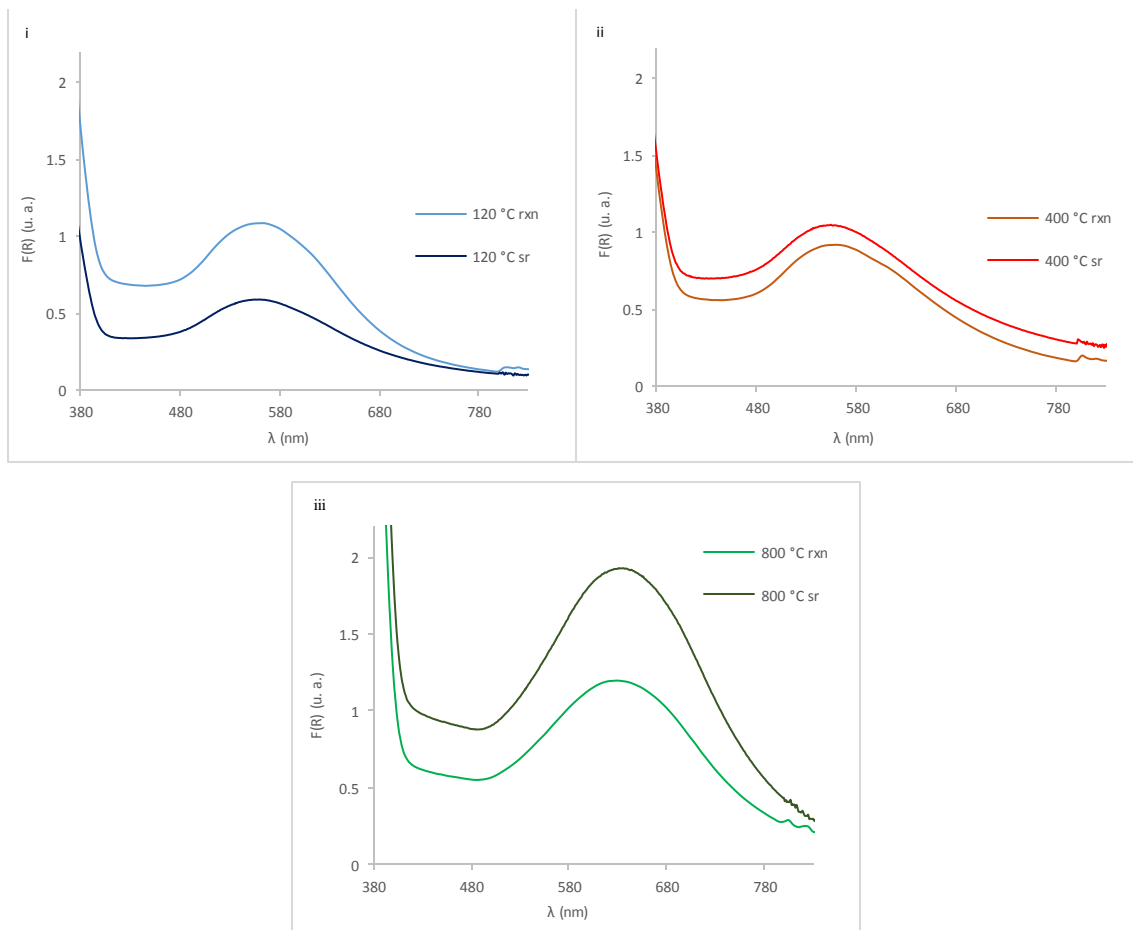 i
2
1.5
1
0.5
0
F(R) (u. a.)
380 480 580 680 780
λ (nm)
120 °C rxn
120 °C sr
ii
2
1.5
1
0.5
0
F(R) (u. a.)
380 480 580 680 780
λ (nm)
400 °C rxn
400 °C sr
iii
2
1.5
1
0.5
0
F(R) (u. a.)
380 480 580 680 780
λ (nm)
800 °C rxn
800 °C sr